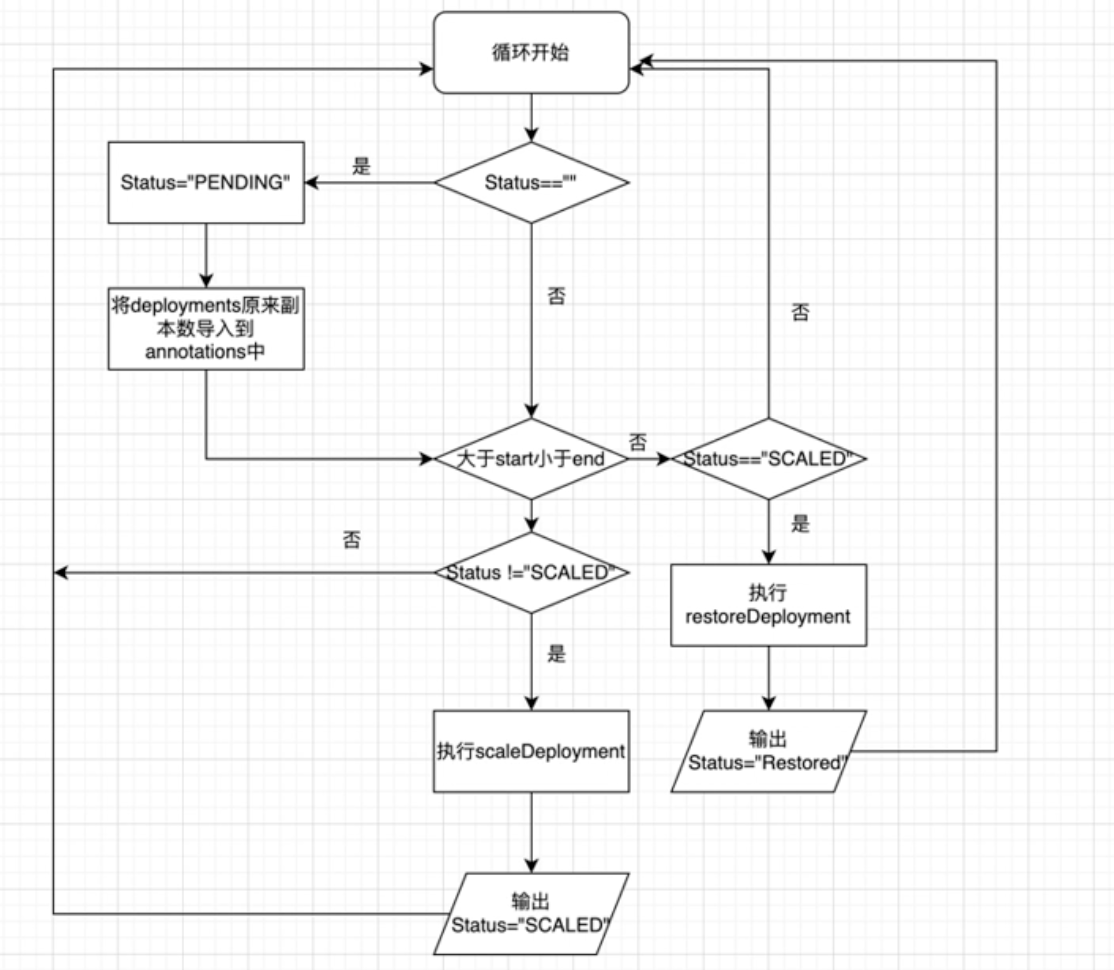 循环开始
是
Status="PENDING"
Status==""
将deployments原来副
本数导入到
annotations中
否
否
大于start小于end
否
Status=="SCALED"
否
Status !="SCALED"
是
执行
restoreDeployment
是
执行scaleDeployment
输出
Status="Restored"
输出
Status="SCALED"